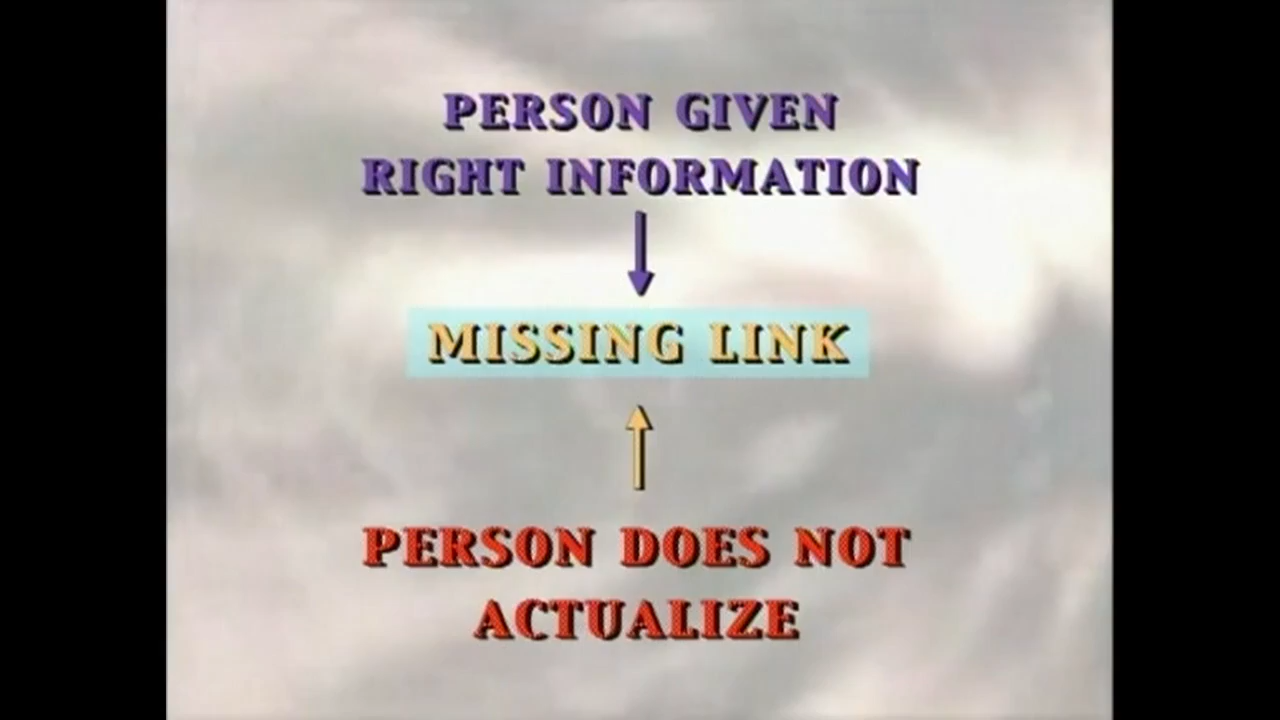 PERSON GIVEN
RIGHT INFORMATION
MISSING LINK
PERSON DOES NOT
ACTUALIZE